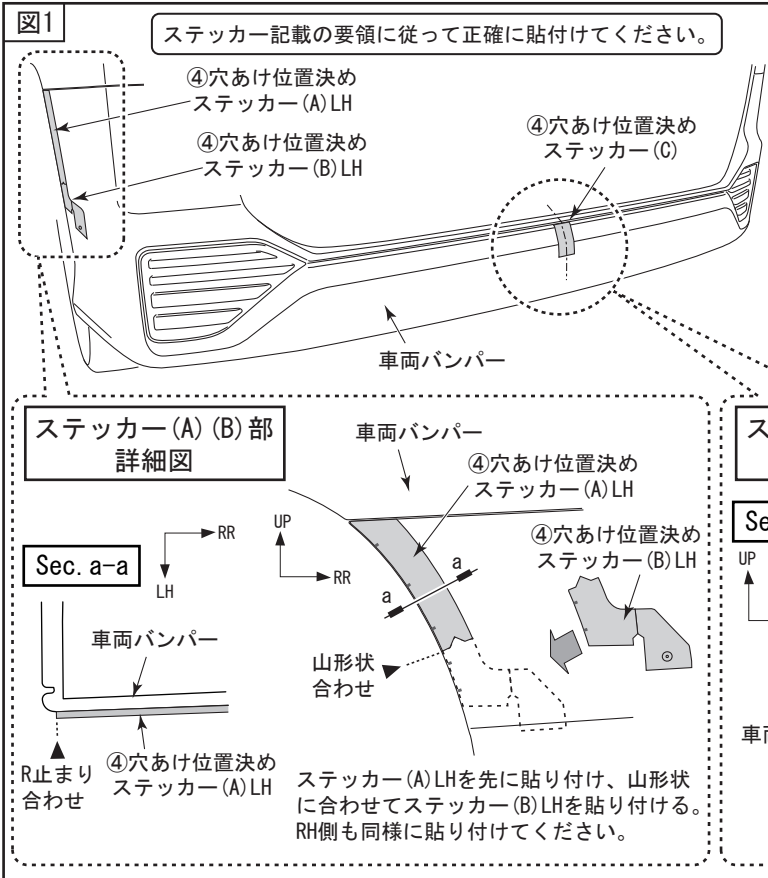 図1
ステッカー記載の要領に従って正確に貼付けてください。
④穴あけ位置決め
ステッカー(A)LH
④穴あけ位置決め
ステッカー(B)LH
④穴あけ位置決め
ステッカー(C)
車両バンパー
ステッカー(A)(B)部
詳細図
Sec. a-a
RR
LH
車両バンパー
R止まり
合わせ
④穴あけ位置決め
ステッカー(A)LH
UP
RR
車両バンパー
④穴あけ位置決め
ステッカー(A)LH
a
a
④穴あけ位置決め
ステッカー(B)LH
山形状
合わせ
ステッカー(A)LHを先に貼り付け、山形状
に合わせてステッカー(B)LHを貼り付ける。
RH側も同様に貼り付けてください。
ス
Se
UP
車